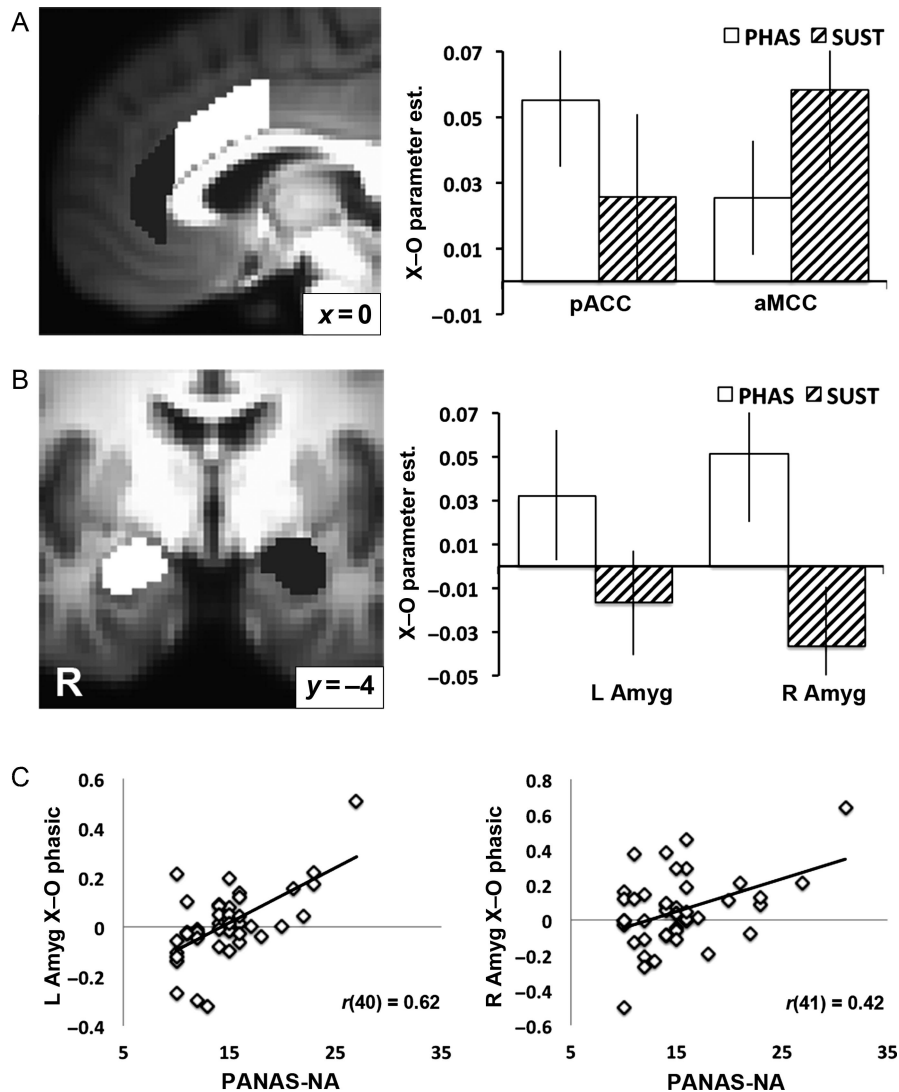 A
x = 0
PHAS SUST
X–O parameter est.
0.07
0.05
0.03
0.01
–0.01
pACC
aMCC
B
R
y = –4
PHAS SUST
X–O parameter est.
0.07
0.05
0.03
0.01
–0.01
–0.03
–0.05
L Amyg
R Amyg
C
L Amyg X–O phasic
0.6
0.4
0.2
0
–0.2
–0.4
r(40) = 0.62
5 15 25 35
PANAS-NA
R Amyg X–O phasic
0.8
0.6
0.4
0.2
0
–0.2
–0.4
–0.6
r(41) = 0.42
5 15 25 35
PANAS-NA